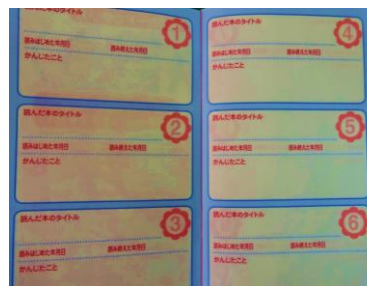 読んだ本のタイトル
1
読みはじめた年月日 読み終えた年月日
かんじたこと
読んだ本のタイトル
2
読みはじめた年月日 読み終えた年月日
かんじたこと
読んだ本のタイトル
3
読みはじめた年月日 読み終えた年月日
かんじたこと
読んだ本のタイトル
4
読みはじめた年月日 読み終えた年月日
かんじたこと
読んだ本のタイトル
5
読みはじめた年月日 読み終えた年月日
かんじたこと
読んだ本のタイトル
6
読みはじめた年月日 読み終えた年月日
かんじたこと